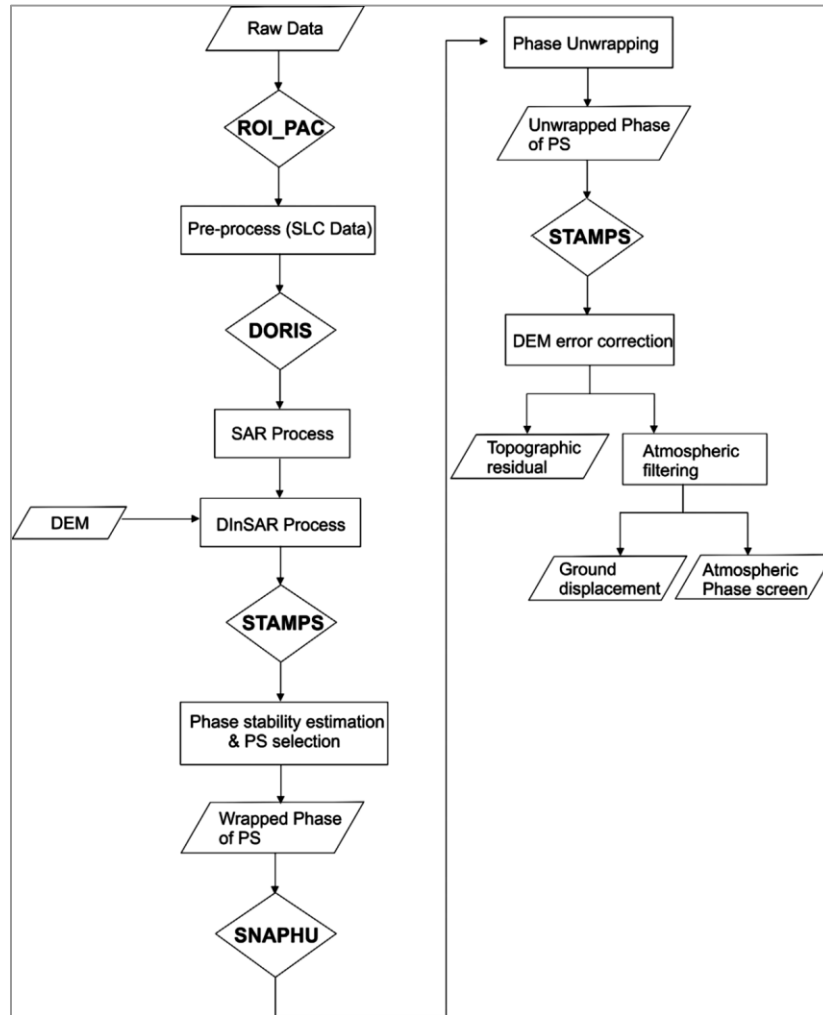 Raw Data
ROI_PAC
Pre-process (SLC Data)
DORIS
SAR Process
DEM
DInSAR Process
STAMPS
Phase stability estimation
& PS selection
Wrapped Phase
of PS
SNAPHU
Phase Unwrapping
Unwrapped Phase
of PS
STAMPS
DEM error correction
Topographic
residual
Atmospheric
filtering
Ground
displacement
Atmospheric
Phase screen